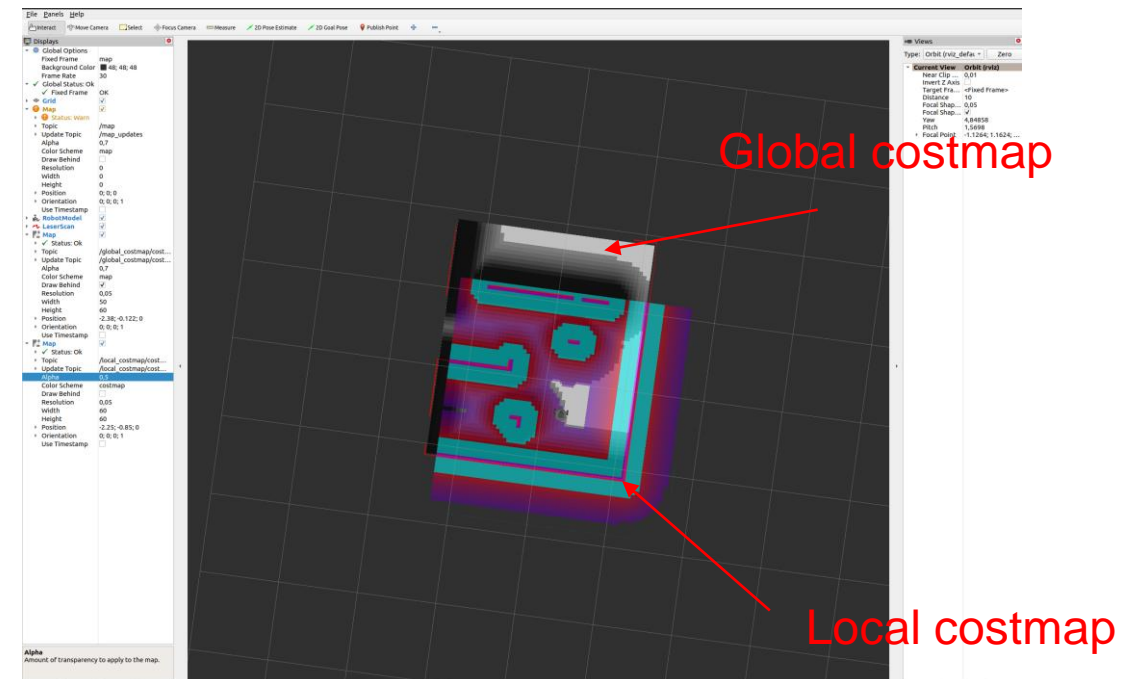 File Panels Help
Interact Move Camera Select Focus Camera Measure 2D Pose Estimate 2D Goal Pose Publish Point
Displays
Global Options
Fixed Frame map
Background Color 48; 48; 48
Frame Rate 30
Global Status: Ok
Fixed Frame OK
Grid
Map
Status: Warn
Topic /map
Update Topic /map_updates
Alpha 0,7
Color Scheme map
Draw Behind
Resolution 0
Width 0
Height 0
Position 0; 0; 0
Orientation 0; 0; 0; 1
Use Timestamp
RobotModel
LaserScan
Map
Status: Ok
Topic /global_costmap/cost...
Update Topic /global_costmap/cost...
Alpha 0,7
Color Scheme map
Draw Behind
Resolution 0,05
Width 50
Height 60
Position -2.38; -0.122; 0
Orientation 0; 0; 0; 1
Use Timestamp
Map
Status: Ok
Topic /local_costmap/cost...
Update Topic /local_costmap/cost...
Alpha 0,5
Color Scheme costmap
Draw Behind
Resolution 0,05
Width 60
Height 60
Position -2.25; -0.85; 0
Orientation 0; 0; 0; 1
Use Timestamp
Alpha
Amount of transparency to apply to the map.
Global costmap
Local costmap
Views
Type: Orbit (rviz_defau Zero
Current View Orbit (rviz)
Near Clip ... 0,01
Invert Z Axis
Target Fra... <Fixed Frame>
Distance 10
Focal Shap... 0,05
Focal Shap...
Yaw 4,84858
Pitch 1,5698
Focal Point -1.1264; 1.1624; ...